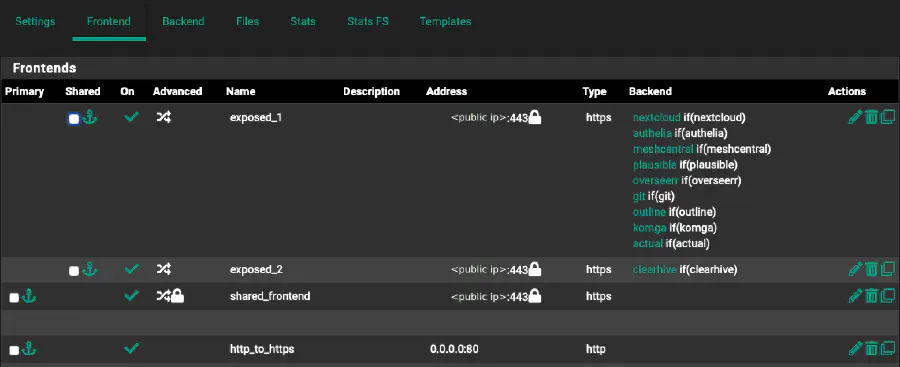 Settings Frontend Backend Files Stats Stats FS Templates
Frontends
Primary Shared On Advanced Name Description Address Type Backend Actions
exposed_1 <public ip>:443 https nextcloud if(nextcloud)
authelia if(authelia)
meshcentral if(meshcentral)
plausible if(plausible)
overseerr if(overseerr)
git if(git)
outline if(outline)
komga if(komga)
actual if(actual)
exposed_2 <public ip>:443 https clearhive if(clearhive)
shared_frontend <public ip>:443 https
http_to_https 0.0.0.0:80 http